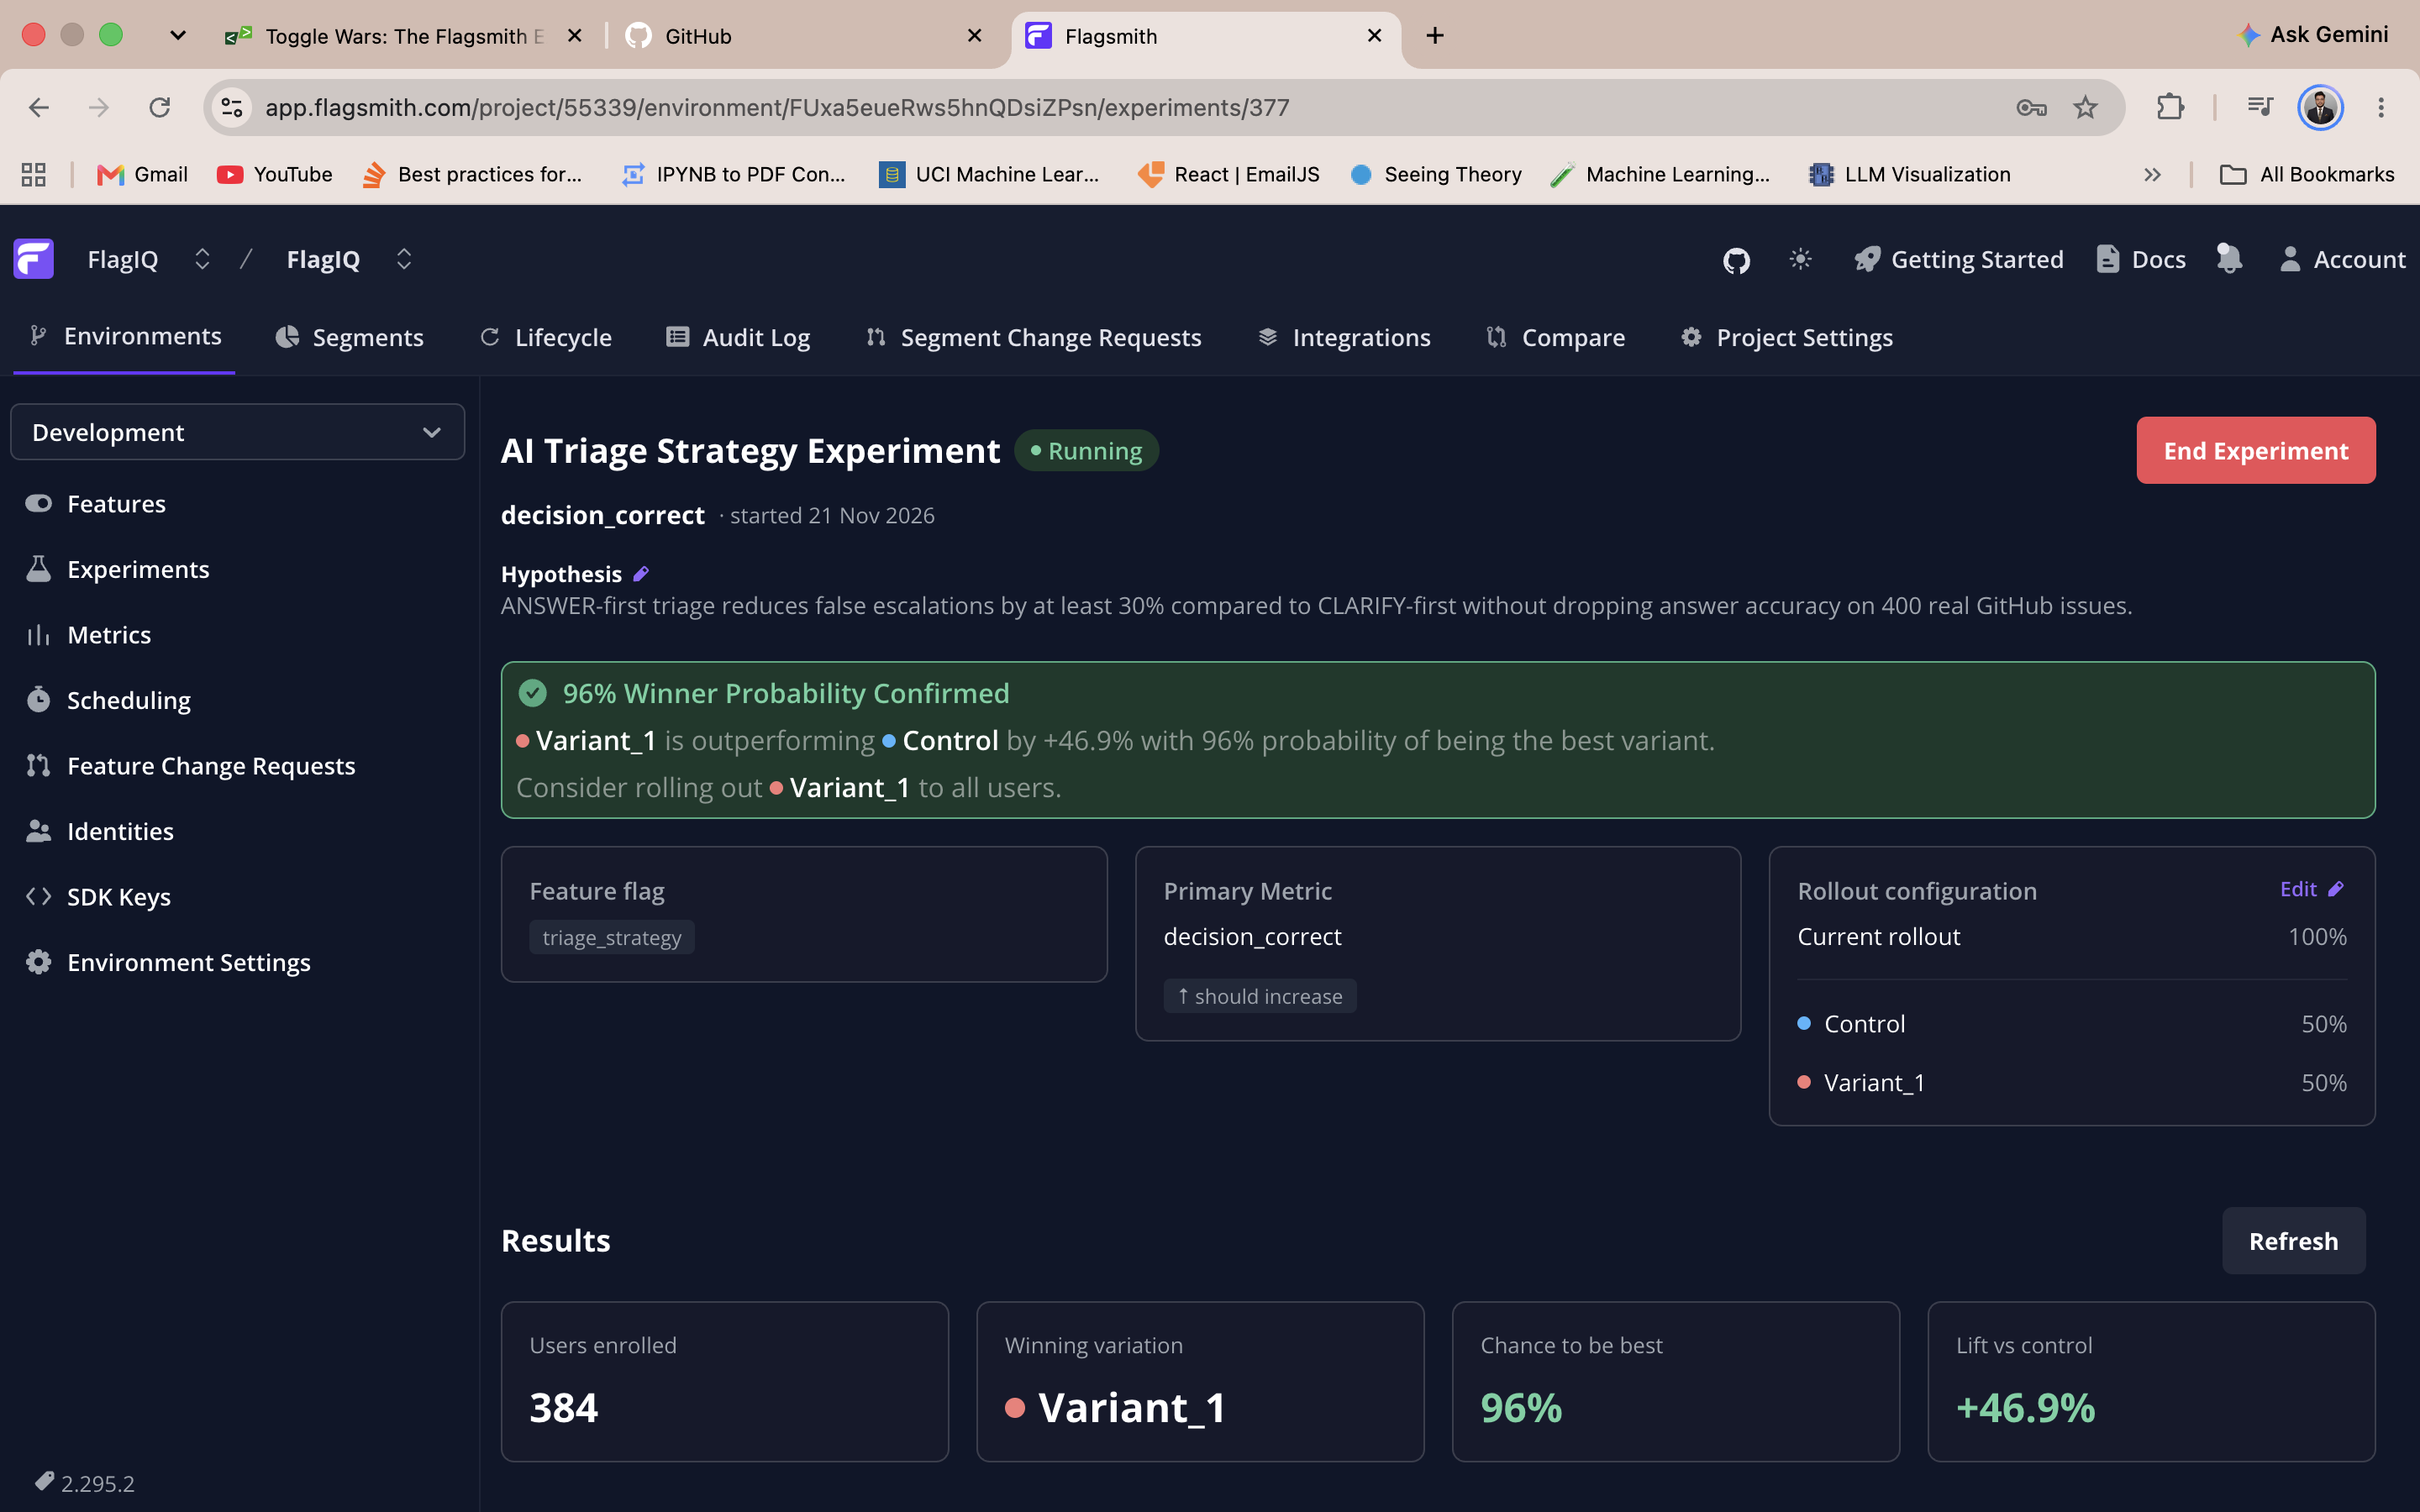 Toggle Wars: The Flagsmith E
GitHub
Flagsmith
Ask Gemini
app.flagsmith.com/project/55339/environment/FUxa5eueRws5hnQDsiZPsn/experiments/377
Gmail
YouTube
Best practices for...
IPYNB to PDF Con...
UCI Machine Lear...
React | EmailJS
Seeing Theory
Machine Learning...
LLM Visualization
All Bookmarks
FlagIQ / FlagIQ
Getting Started
Docs
Account
Environments
Segments
Lifecycle
Audit Log
Segment Change Requests
Integrations
Compare
Project Settings
Development
Features
Experiments
Metrics
Scheduling
Feature Change Requests
Identities
SDK Keys
Environment Settings
2.295.2
AI Triage Strategy Experiment
Running
End Experiment
decision_correct · started 21 Nov 2026
Hypothesis
ANSWER-first triage reduces false escalations by at least 30% compared to CLARIFY-first without dropping answer accuracy on 400 real GitHub issues.
96% Winner Probability Confirmed
Variant_1 is outperforming Control by +46.9% with 96% probability of being the best variant.
Consider rolling out Variant_1 to all users.
Feature flag
triage_strategy
Primary Metric
decision_correct
↑ should increase
Rollout configuration
Edit
Current rollout 100%
Control 50%
Variant_1 50%
Results
Refresh
Users enrolled
384
Winning variation
Variant_1
Chance to be best
96%
Lift vs control
+46.9%